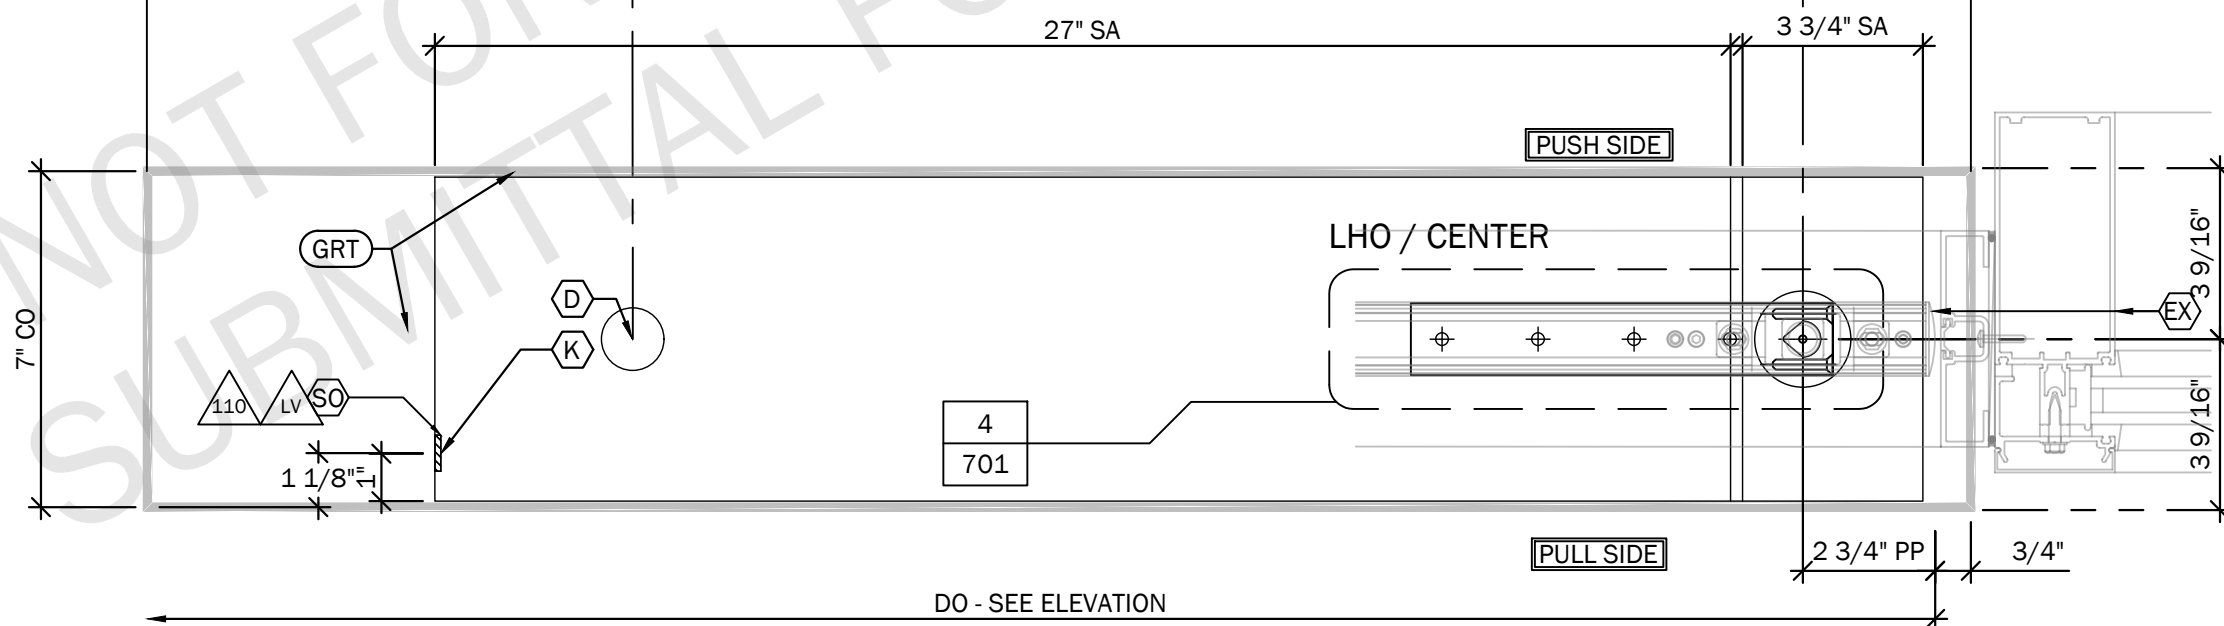 NOT FOR
SUBMITTAL FO
27" SA
3 3/4" SA
PUSH SIDE
LHO / CENTER
GRT
D
K
7" CO
110
LV
SO
1 1/8"
1"
4
701
EX
3 9/16"
3 9/16"
PULL SIDE
2 3/4" PP
3/4"
DO - SEE ELEVATION